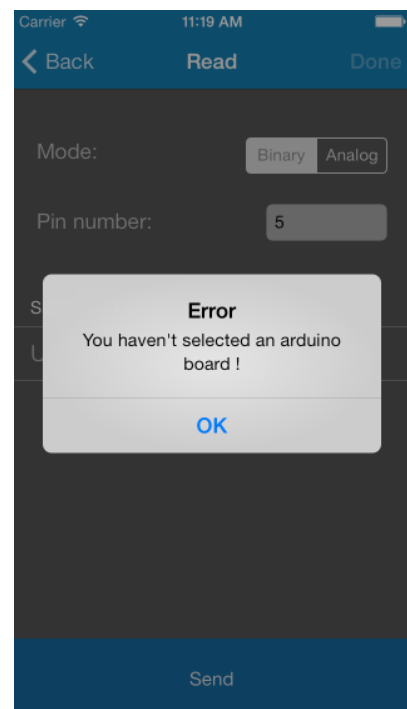 Carrier 11:19 AM
Back Read Done
Mode: Binary Analog
Pin number: 5
S
Error
You haven't selected an arduino
U
board !
OK
Send